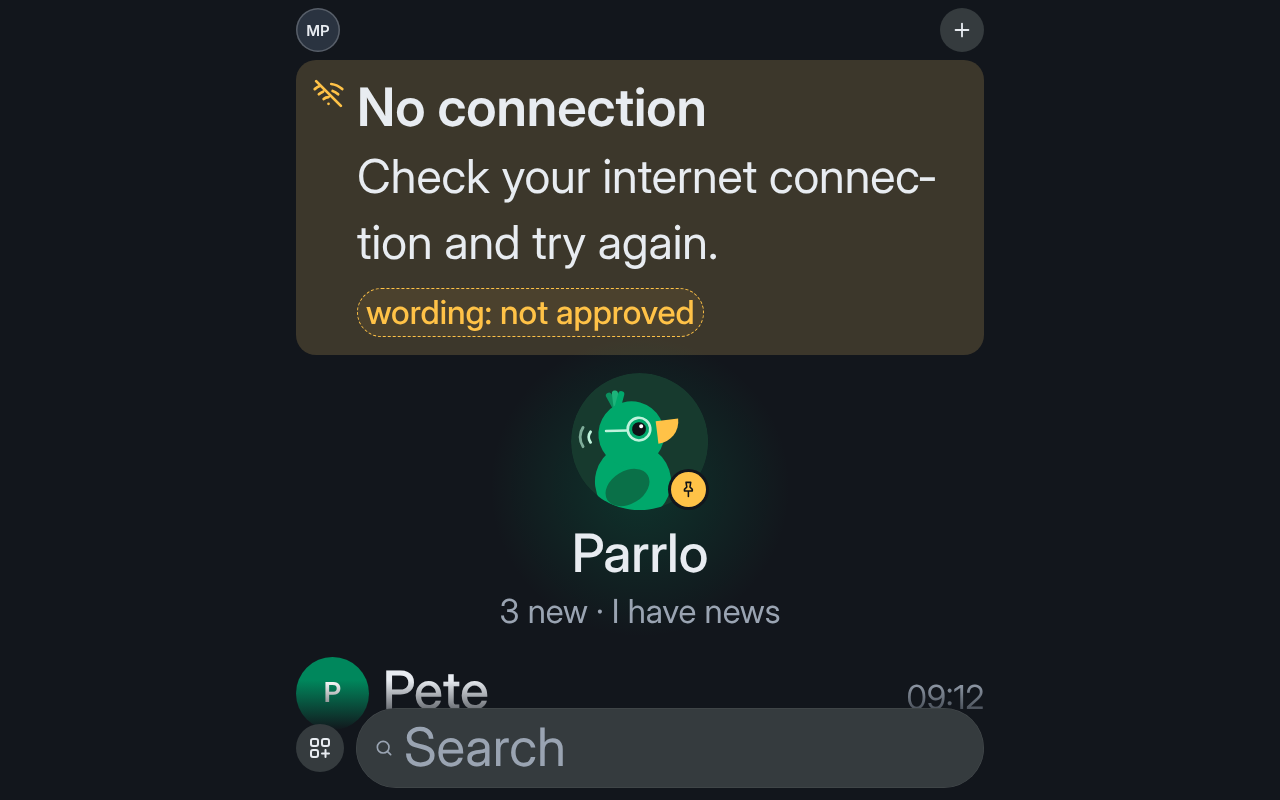 MP
No connection
Check your internet connec-
tion and try again.
wording: not approved
Parrlo
3 new · I have news
P
Pete
09:12
Search